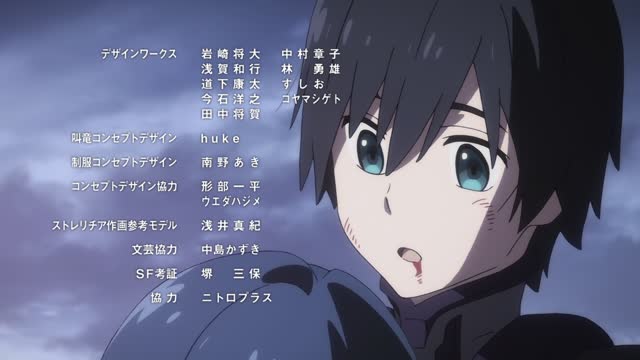 デザインワークス 岩崎将大 中村章子
浅賀和行 林 勇雄
道下康太 すしお
今石洋之 コヤマシゲト
田中将賀
叫竜コンセプトデザイン huke
制服コンセプトデザイン 南野あき
コンセプトデザイン協力 形部一平
ウエダハジメ
ストレリチア作画参考モデル 浅井真紀
文芸協力 中島かずき
SF考証 堺 三保
協力 ニトロプラス